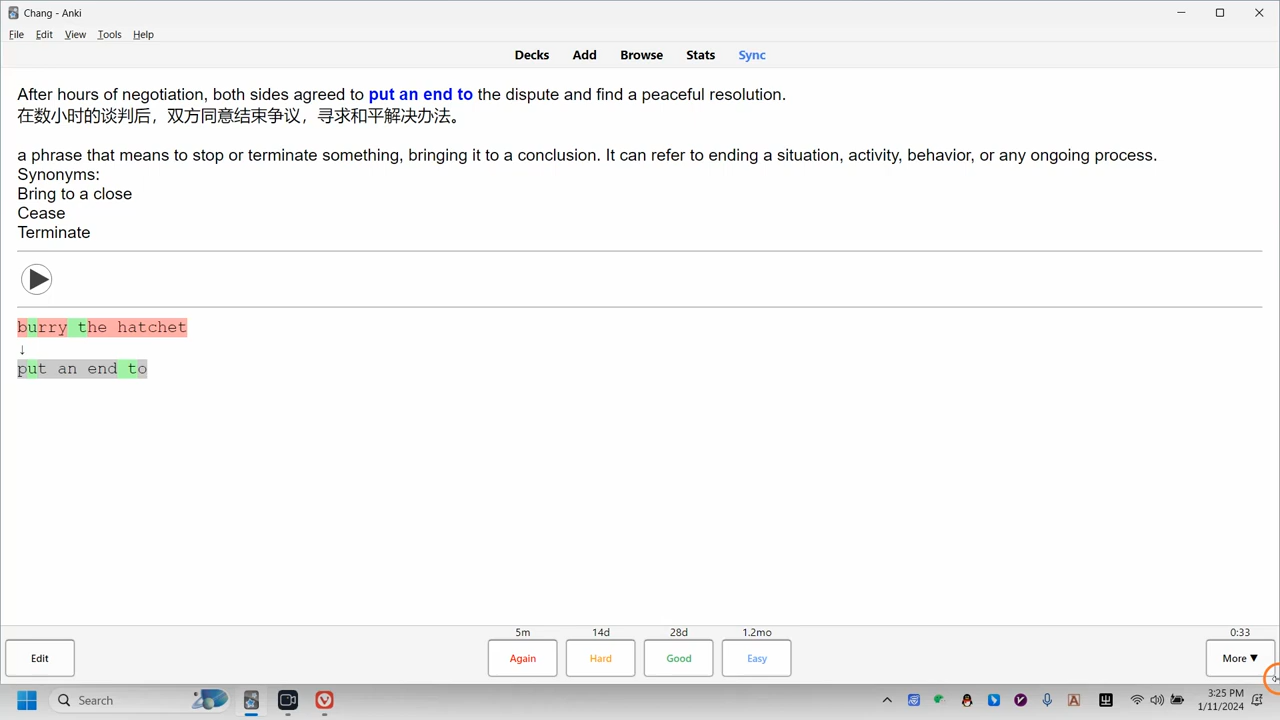 Chang - Anki
File Edit View Tools Help
Decks Add Browse Stats Sync
After hours of negotiation, both sides agreed to put an end to the dispute and find a peaceful resolution.
在数小时的谈判后，双方同意结束争议，寻求和平解决办法。
a phrase that means to stop or terminate something, bringing it to a conclusion. It can refer to ending a situation, activity, behavior, or any ongoing process.
Synonyms:
Bring to a close
Cease
Terminate
burry the hatchet
↓
put an end to
5m 14d 28d 1.2mo 0:33
Edit Again Hard Good Easy More ▼
Search
3:25 PM
1/11/2024